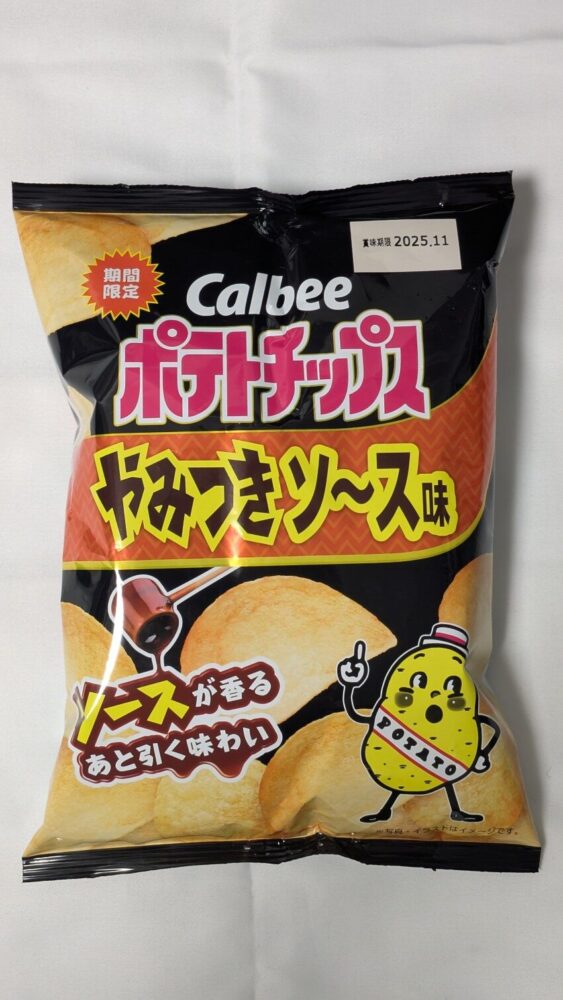 賞味期限 2025.11
期間
限定
Calbee
ポテトチップス
やみつきソ〜ス味
ソースが香る
あと引く味わい
POTATO
※写真・イラストはイメージです。